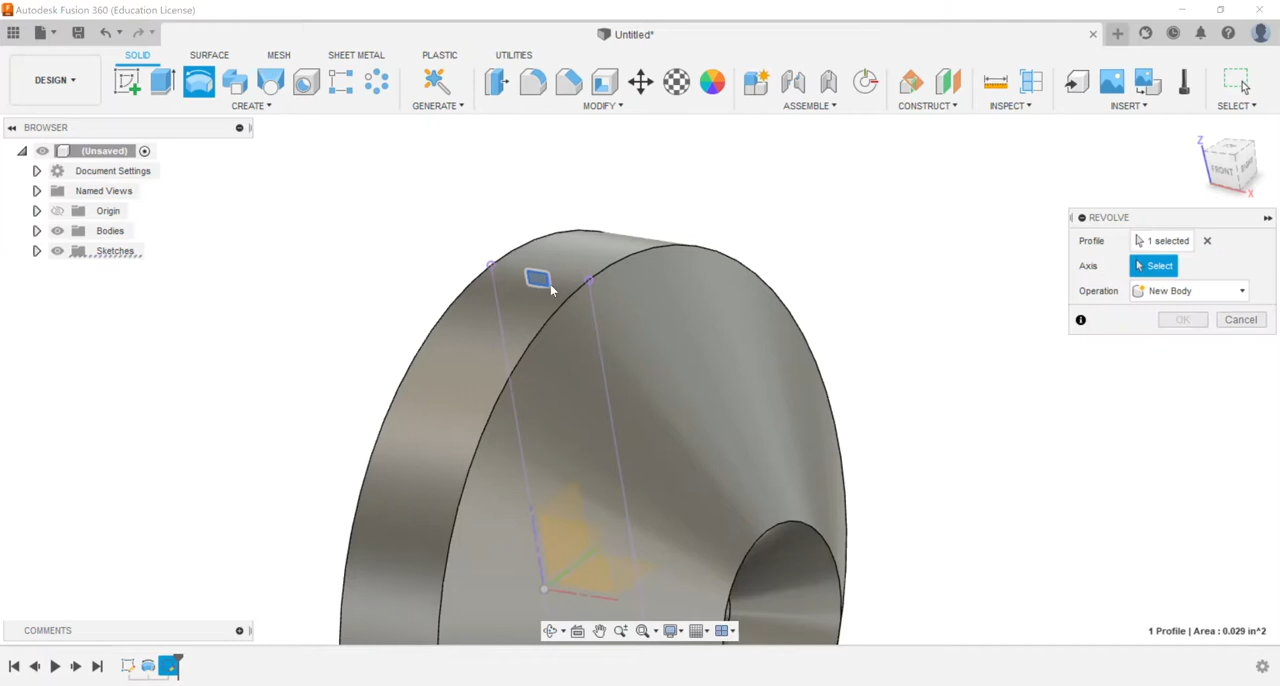 Autodesk Fusion 360 (Education License)
Untitled*
SOLID SURFACE MESH SHEET METAL PLASTIC UTILITIES
DESIGN
CREATE GENERATE MODIFY ASSEMBLE CONSTRUCT INSPECT INSERT SELECT
BROWSER
(Unsaved)
Document Settings
Named Views
Origin
Bodies
Sketches
Z
FRONT
X
REVOLVE
Profile 1 selected
Axis Select
Operation New Body
OK Cancel
COMMENTS
1 Profile | Area : 0.029 in^2